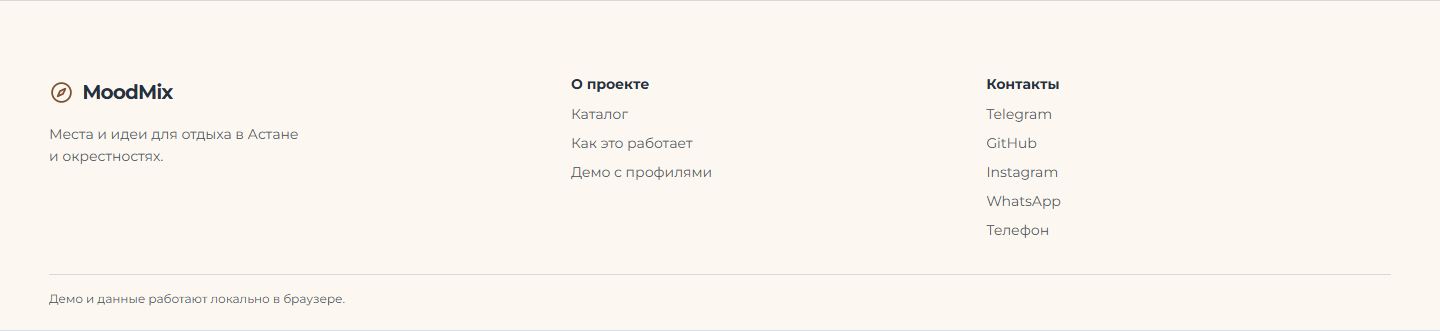 MoodMix
Места и идеи для отдыха в Астане
и окрестностях.
О проекте
Каталог
Как это работает
Демо с профилями
Контакты
Telegram
GitHub
Instagram
WhatsApp
Телефон
Демо и данные работают локально в браузере.